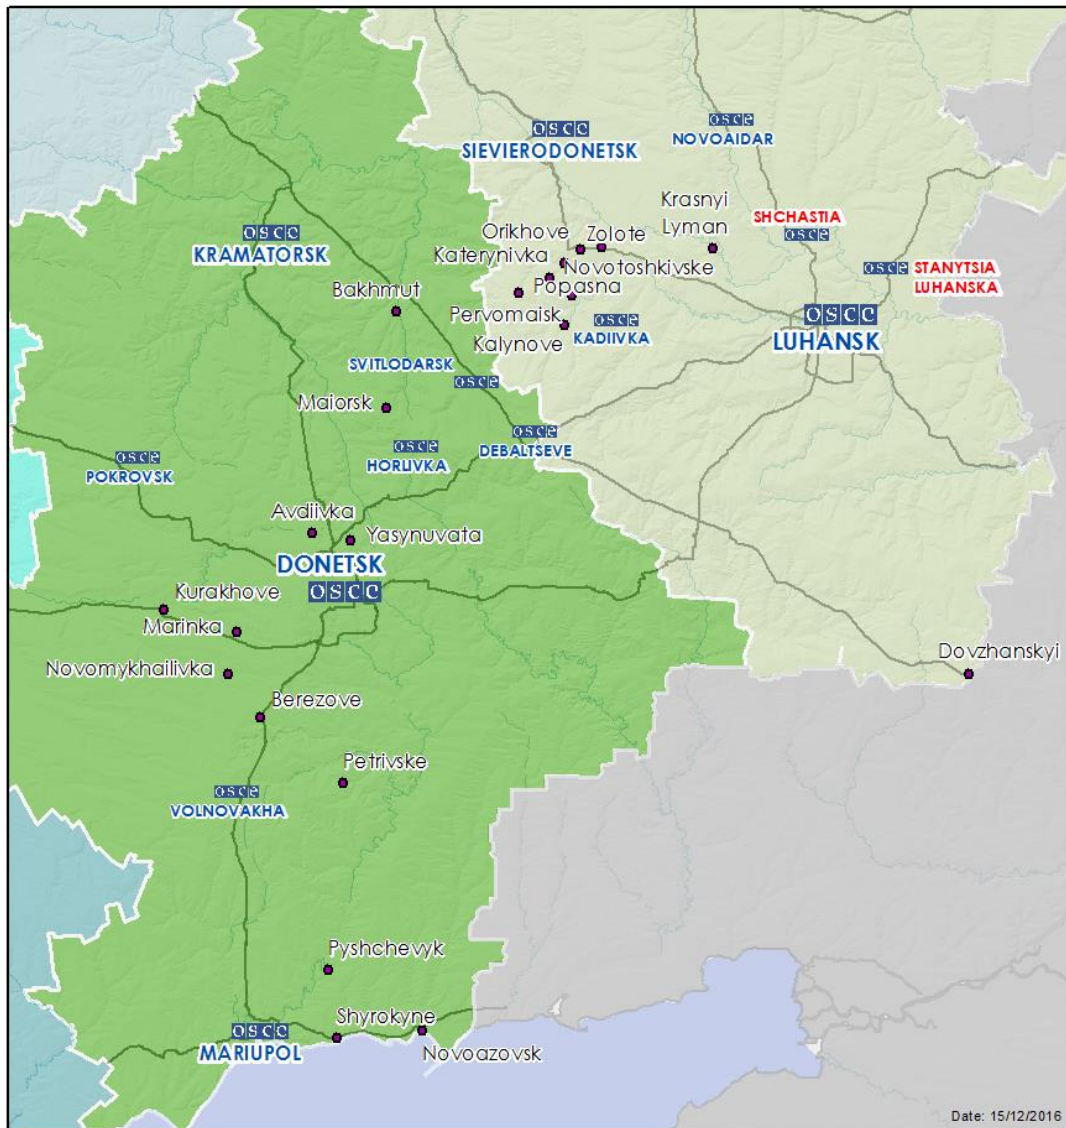 osce
SIEVIERODONETSK
osce
NOVOAIDAR
Krasnyi
Lyman
SHCHASTIA
osce
osce
STANYTSIA
LUHANSKA
osce
KRAMATORSK
Orikhove
Zolote
Katerynivka
Novotoshkivske
Bakhmut
Popasna
Pervomaisk
osce
KADIIVKA
Kalynove
osce
LUHANSK
SVITLODARSK
osce
Maiorsk
osce
HORLIVKA
osce
DEBALTSEVE
osce
POKROVSK
Avdiivka
Yasynuvata
DONETSK
osce
Kurakhove
Marinka
Novomykhailivka
Dovzhanskyi
Berezove
Petrivske
osce
VOLNOVAKHA
Pyshchevyk
Shyrokyne
osce
MARIUPOL
Novoazovsk
Date: 15/12/2016